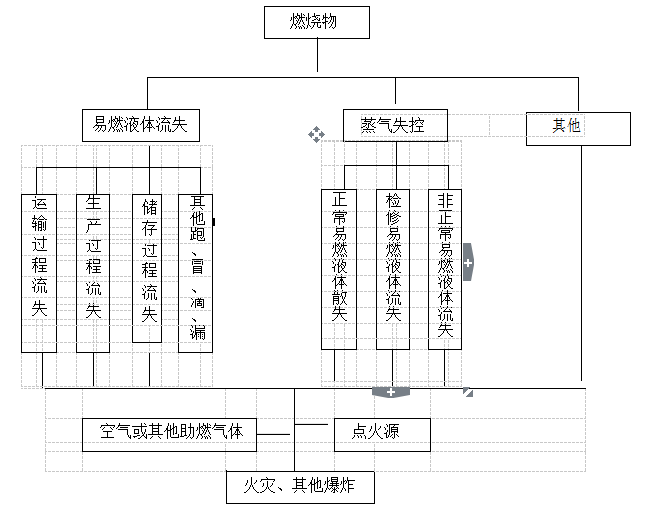 燃烧物
易燃液体流失
蒸气失控
其他
运输过程流失
生产过程流失
储存过程流失
其他跑、冒、滴、漏
正常易燃液体散失
检修易燃液体流失
非正常易燃液体流失
空气或其他助燃气体
点火源
火灾、其他爆炸